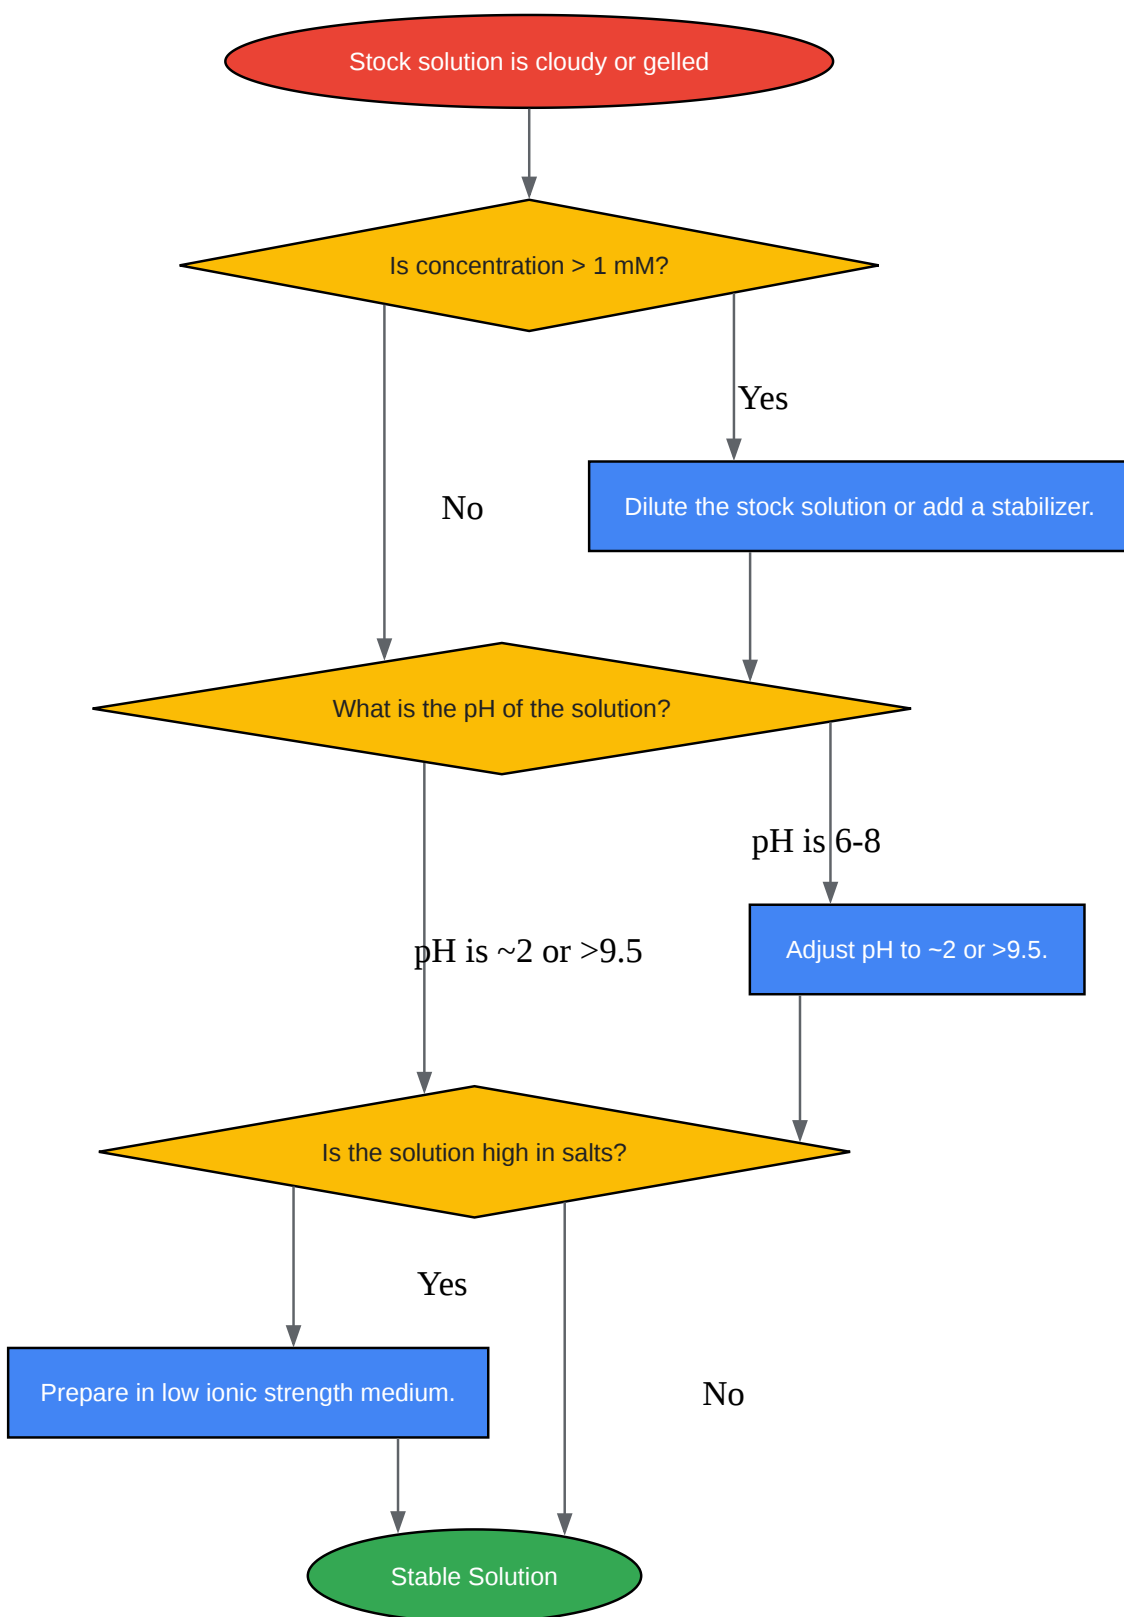 Stock solution is cloudy or gelled
Is concentration > 1 mM?
Yes
No
Dilute the stock solution or add a stabilizer.
What is the pH of the solution?
pH is 6-8
pH is ~2 or >9.5
Adjust pH to ~2 or >9.5.
Is the solution high in salts?
Yes
Prepare in low ionic strength medium.
No
Stable Solution